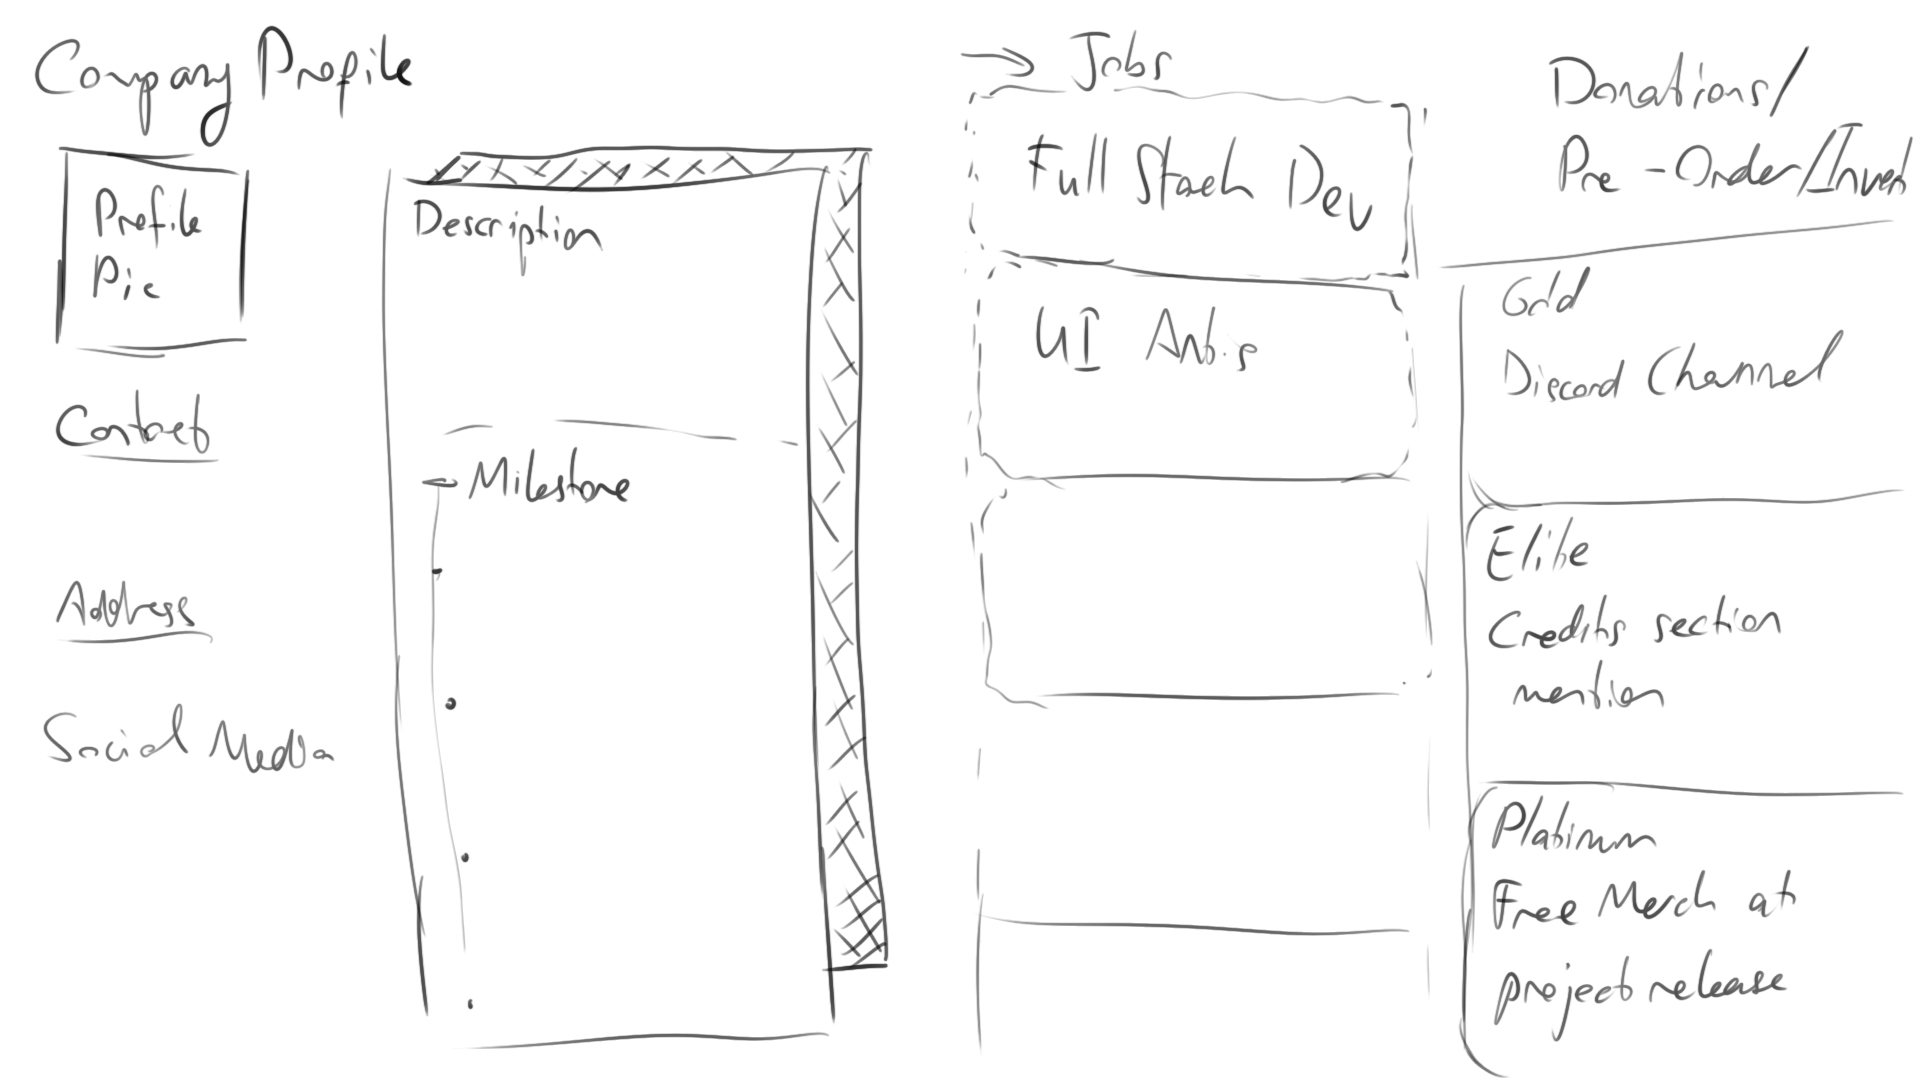 Company Profile
Profile
Pic
Contact
Address
Social Media
Description
Milestone
Jobs
Full Stack Dev
UI
Donations/
Pre-Order/Invest
Gold
Discord Channel
Elite
Credits section
mention
Platinum
Free Merch at
project release